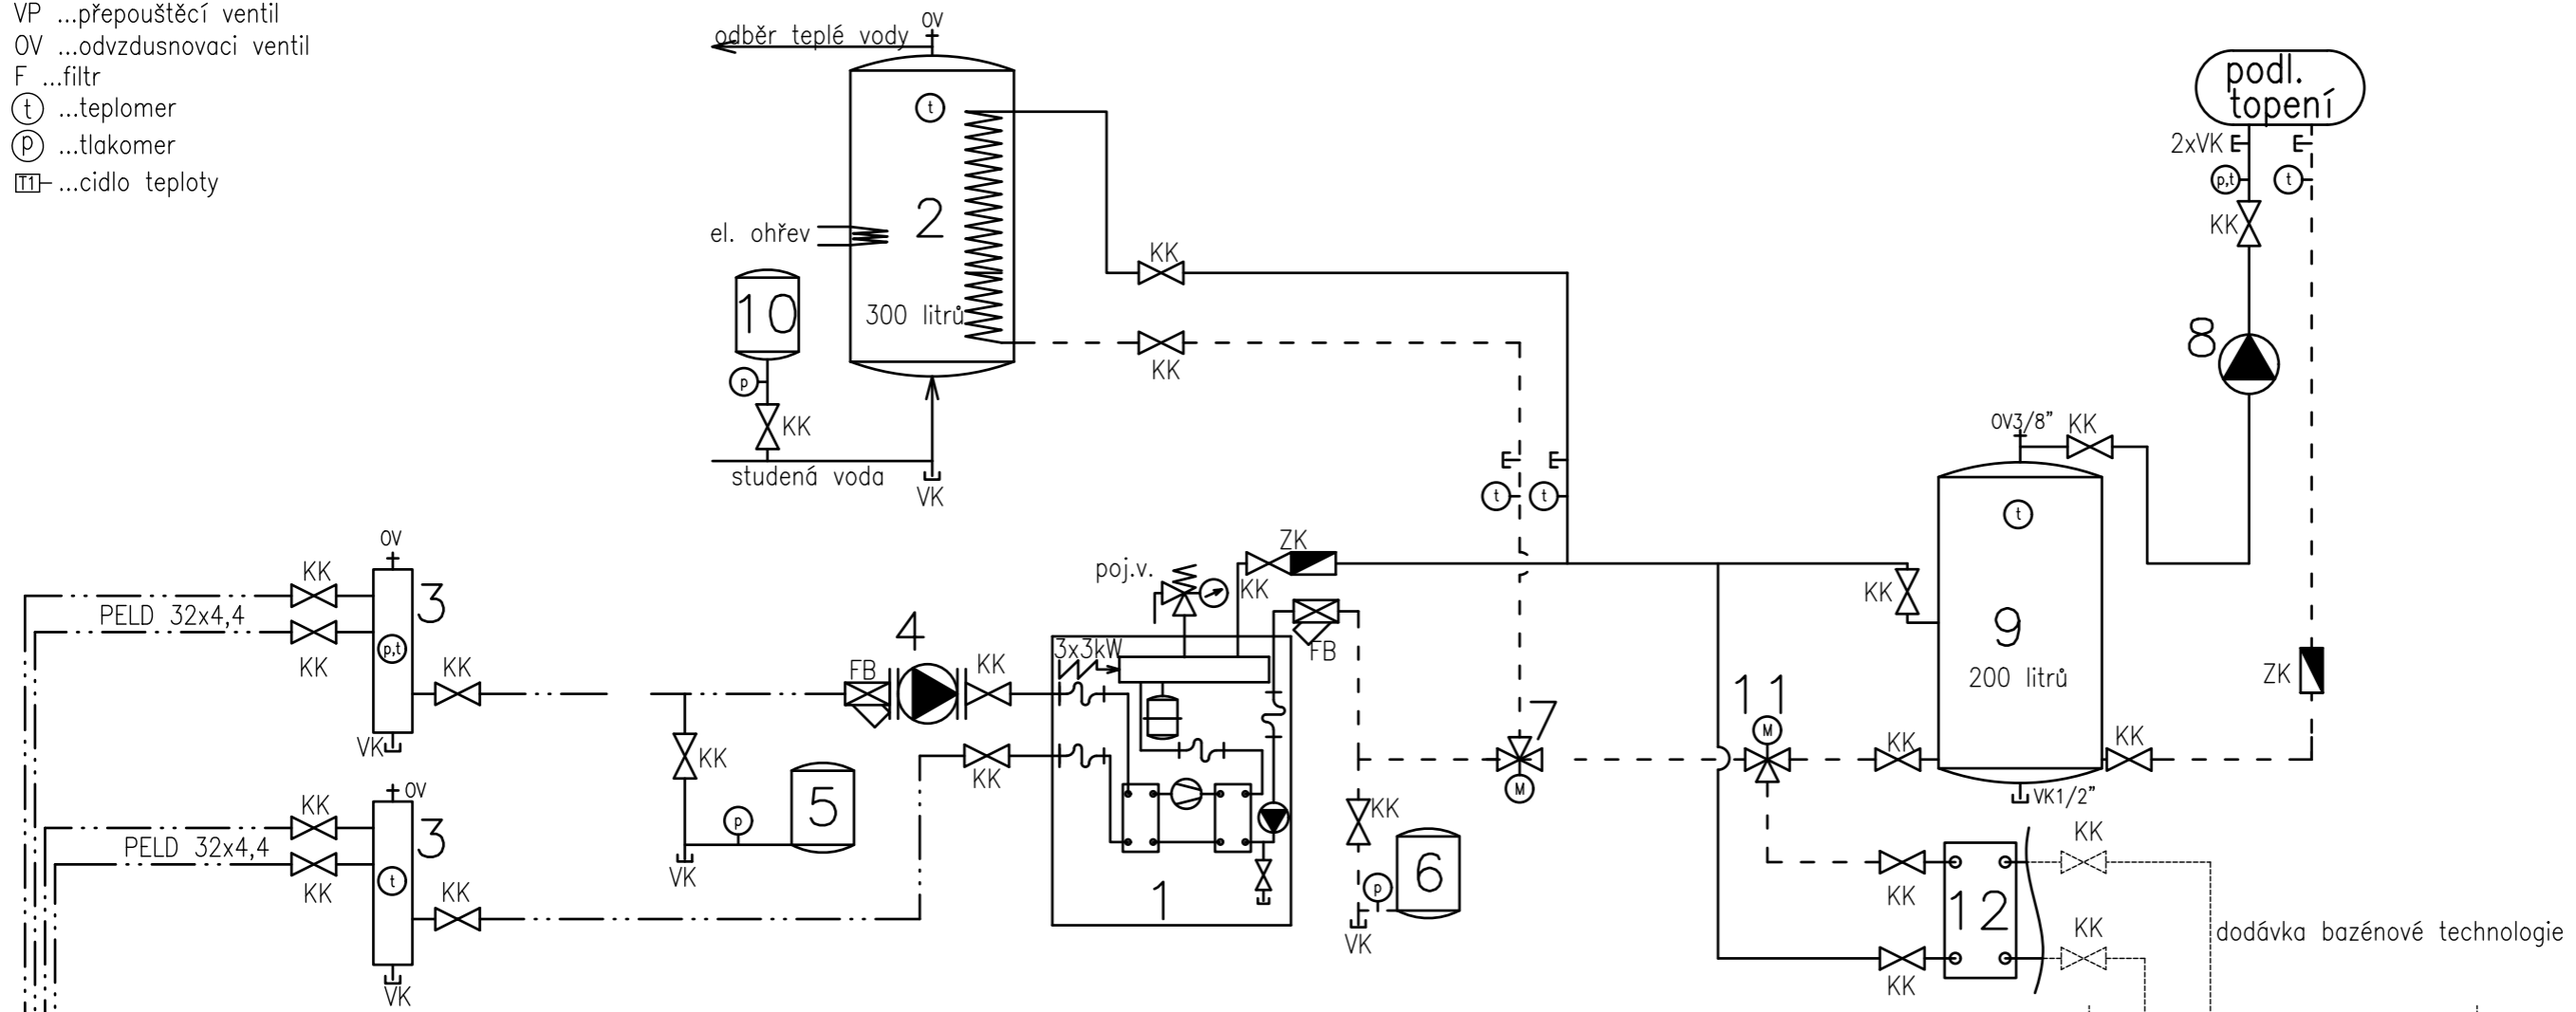 VP ...přepouštěcí ventil
OV ...odvzdusnovaci ventil
F ...filtr
t ...teplomer
p ...tlakomer
T1 ...cidlo teploty
odběr teplé vody
OV
t
2
el. ohřev
300 litrů
10
p
KK
studená voda
VK
KK
KK
podl.
topení
2xVK
p,t
t
KK
8
OV3/8"
KK
t
t
t
OV
KK
PELD 32x4,4
KK
3
p,t
KK
VK
4
FB
KK
poj.v.
ZK
KK
3x3kW
FB
KK
9
200 litrů
ZK
11
M
7
M
KK
KK
VK1/2"
OV
KK
PELD 32x4,4
KK
3
t
KK
VK
KK
p
5
VK
KK
1
KK
p
6
VK
KK
12
KK
KK
KK
dodávka bazénové technologie